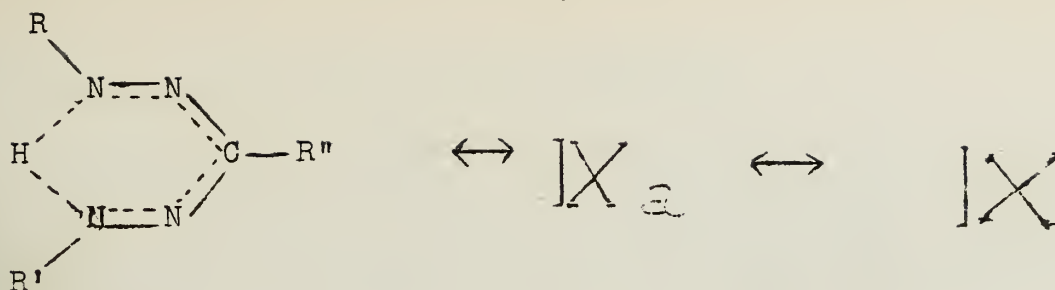 R
N N
H C R" ↔ IX a ↔ IX
N N
R'